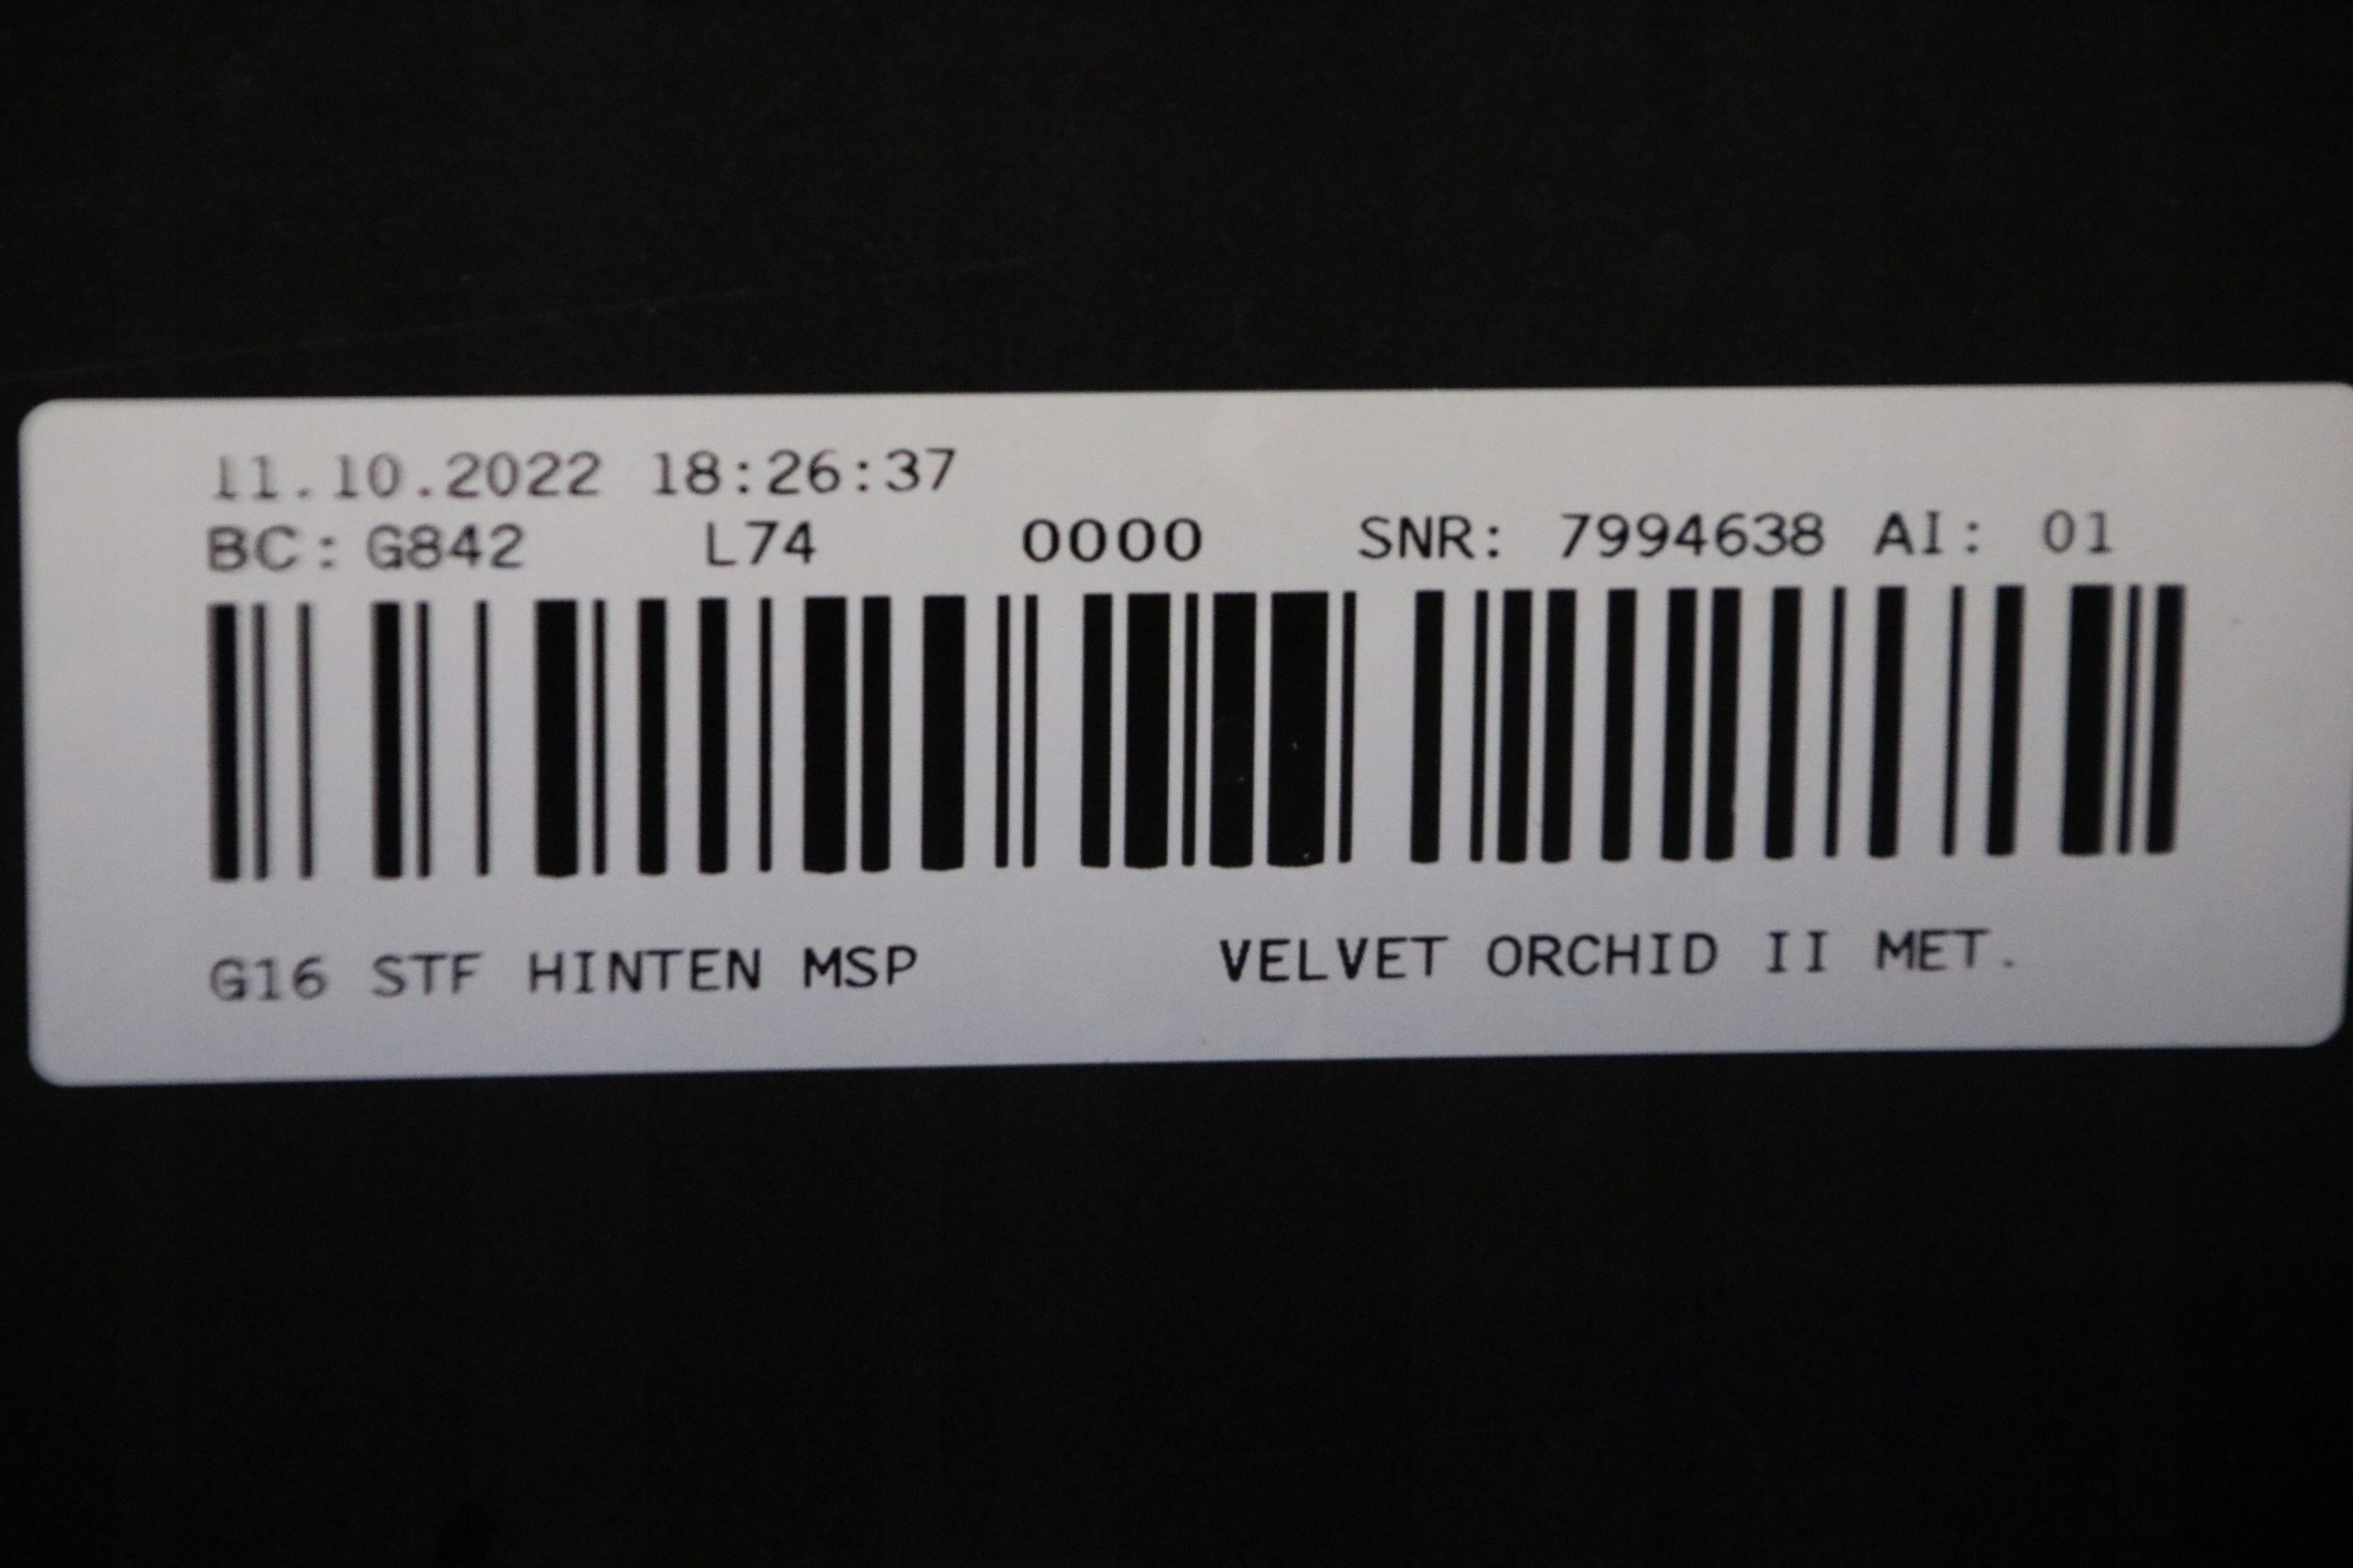 11.10.2022 18:26:37
BC: G842 L74 0000 SNR: 7994638 AI: 01
G16 STF HINTEN MSP VELVET ORCHID II MET.